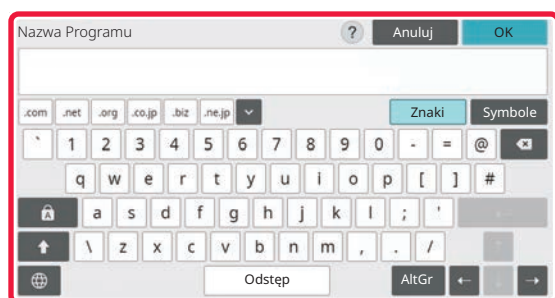 Nazwa Programu ? Anuluj OK
.com .net .org .co.jp .biz .ne.jp Znaki Symbole
` 1 2 3 4 5 6 7 8 9 0 - = @
q w e r t y u i o p [ ] #
A a s d f g h j k l ; '
\ z x c v b n m , . /
Odstęp AltGr